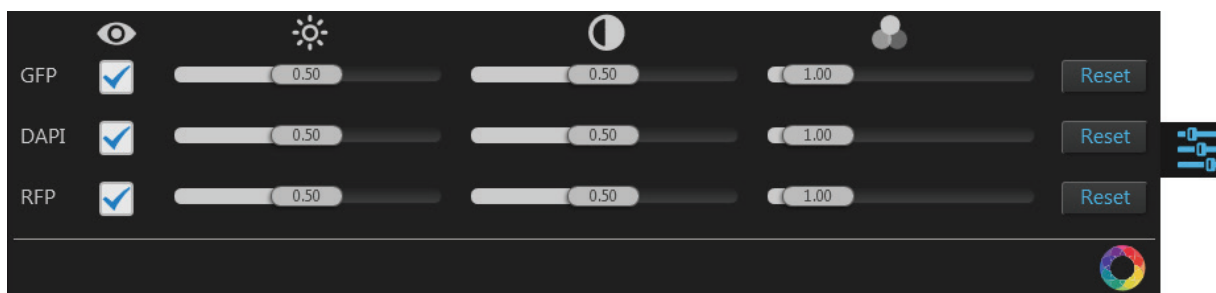 GFP 0.50 0.50 1.00 Reset
DAPI 0.50 0.50 1.00 Reset
RFP 0.50 0.50 1.00 Reset